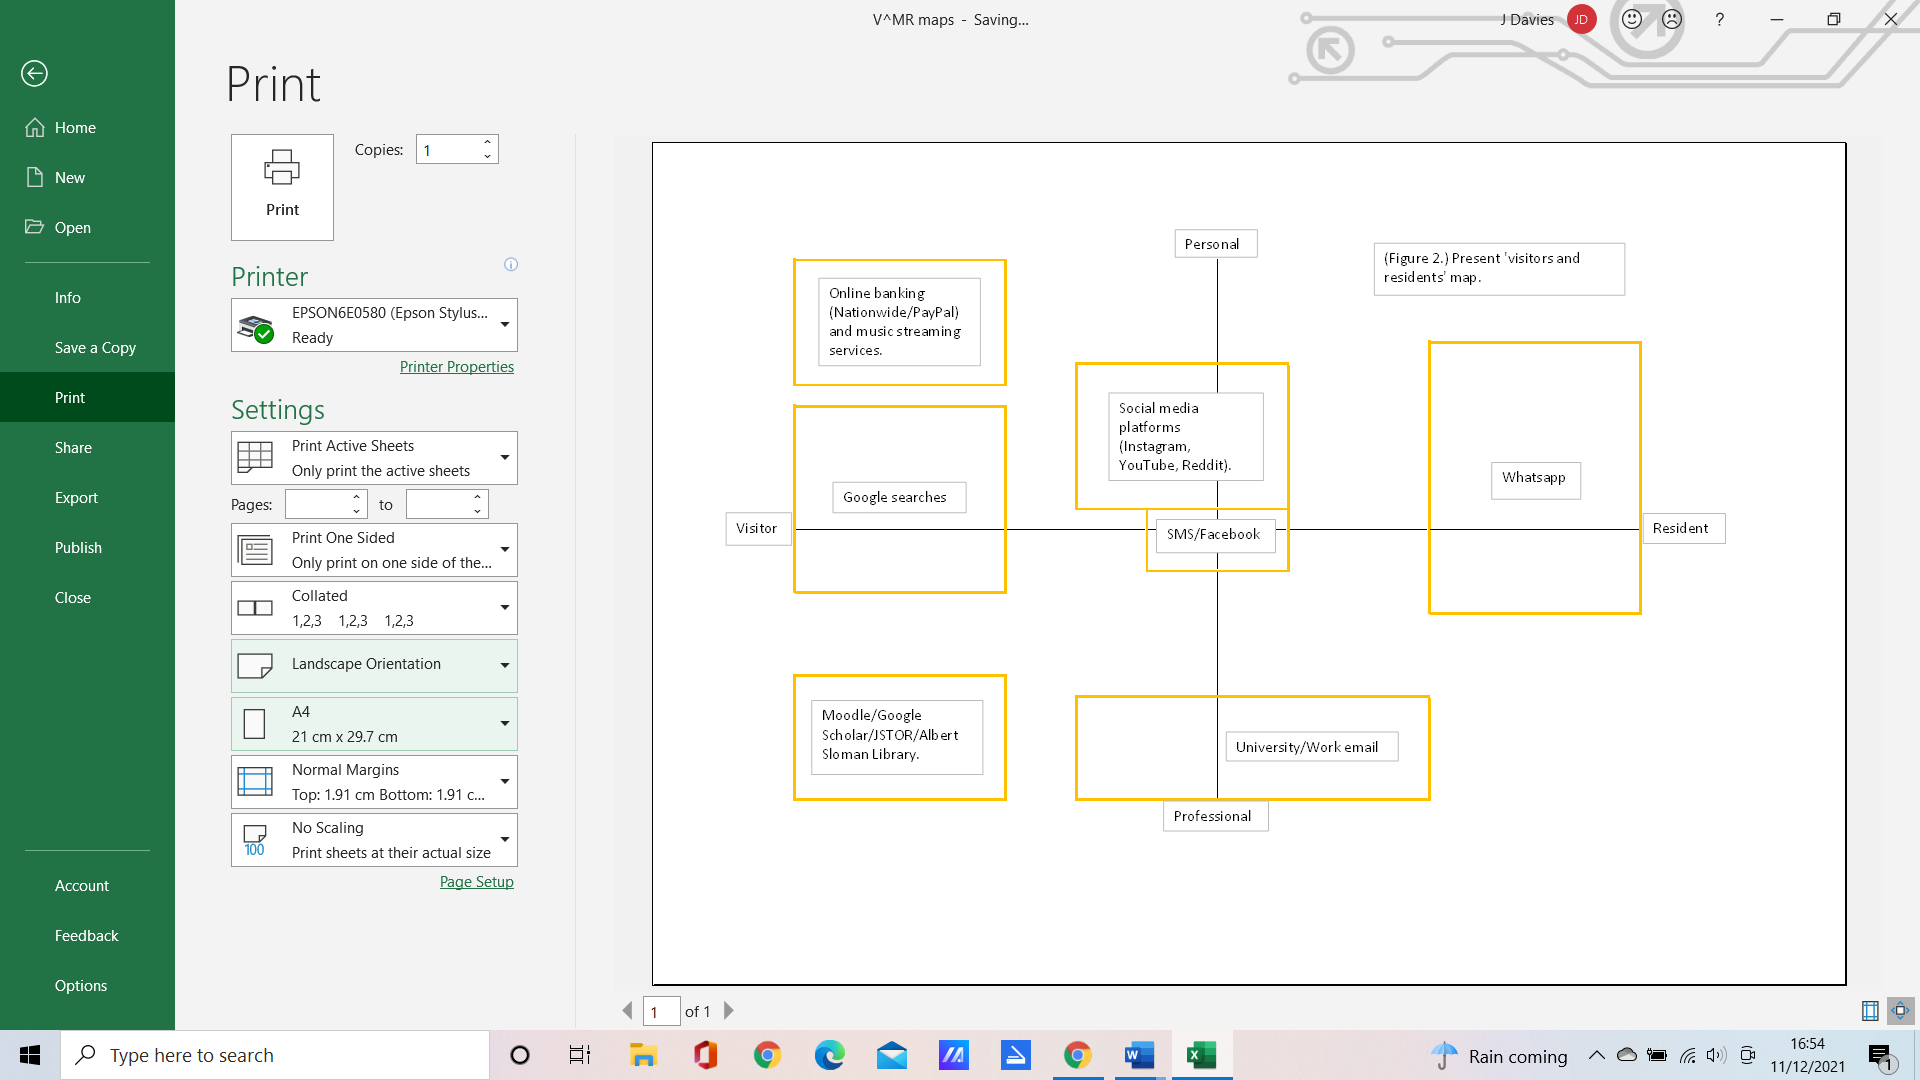 V^MR maps - Saving...
J Davies
JD
?
Home
New
Open
Info
Save a Copy
Print
Share
Export
Publish
Close
Account
Feedback
Options
Print
Print
Copies:
1
Printer
EPSON6E0580 (Epson Stylus...
Ready
Printer Properties
Settings
Print Active Sheets
Only print the active sheets
Pages:
to
Print One Sided
Only print on one side of the...
Collated
1,2,3 1,2,3 1,2,3
Landscape Orientation
A4
21 cm x 29.7 cm
Normal Margins
Top: 1.91 cm Bottom: 1.91 c...
100
No Scaling
Print sheets at their actual size
Page Setup
Personal
(Figure 2.) Present 'visitors and
residents' map.
Online banking
(Nationwide/PayPal)
and music streaming
services.
Social media
platforms
(Instagram,
YouTube, Reddit).
Google searches
Whatsapp
Visitor
SMS/Facebook
Resident
Moodle/Google
Scholar/JSTOR/Albert
Sloman Library.
University/Work email
Professional
1
of 1
Type here to search
Rain coming
16:54
11/12/2021
1